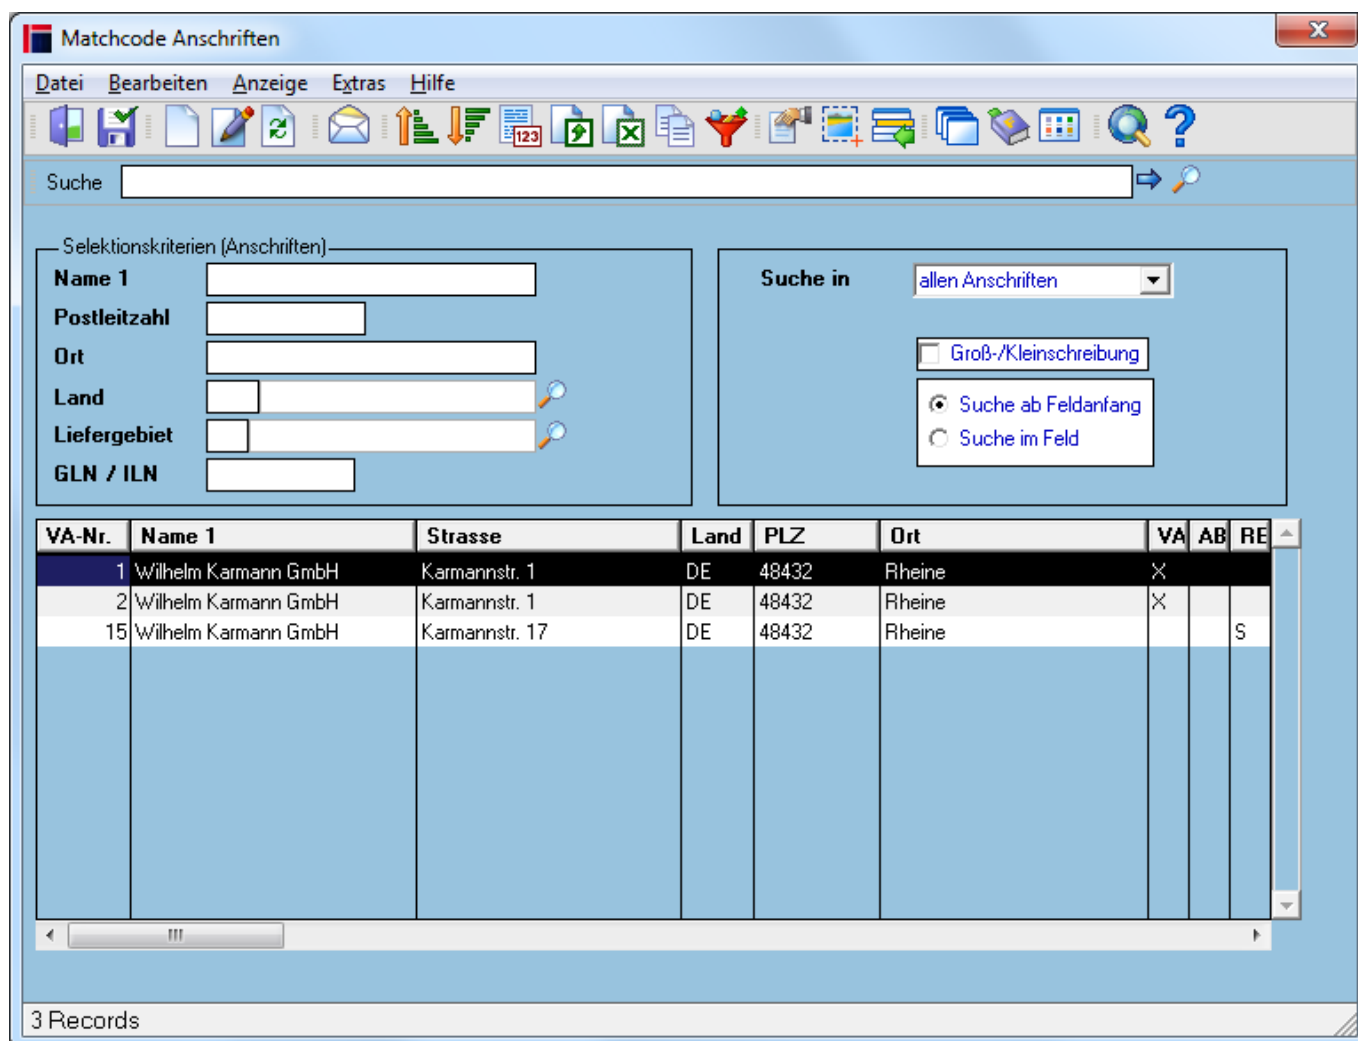 Matchcode Anschriften
Datei Bearbeiten Anzeige Extras Hilfe
123
Suche
Selektionskriterien (Anschriften)
Name 1
Postleitzahl
Ort
Land
Liefergebiet
GLN / ILN
Suche in allen Anschriften
Groß-/Kleinschreibung
Suche ab Feldanfang
Suche im Feld
VA-Nr. Name 1 Strasse Land PLZ Ort VA AB RE
1 Wilhelm Karmann GmbH Karmannstr. 1 DE 48432 Rheine X
2 Wilhelm Karmann GmbH Karmannstr. 1 DE 48432 Rheine X
15 Wilhelm Karmann GmbH Karmannstr. 17 DE 48432 Rheine S
3 Records